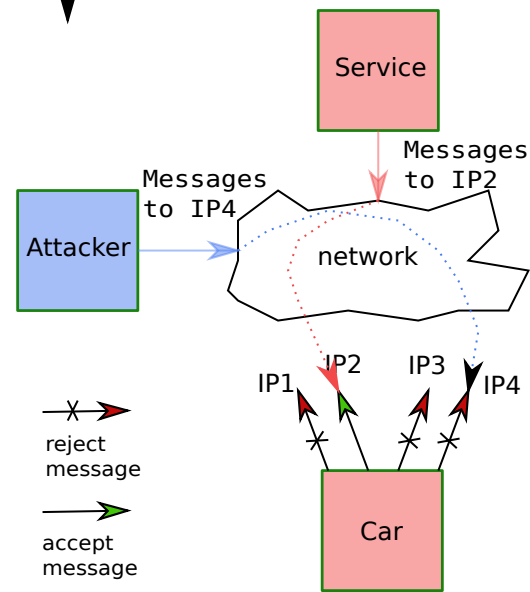 Service
Messages
to IP2
Messages
to IP4
Attacker
network
IP1
IP2
IP3
IP4
reject
message
accept
message
Car